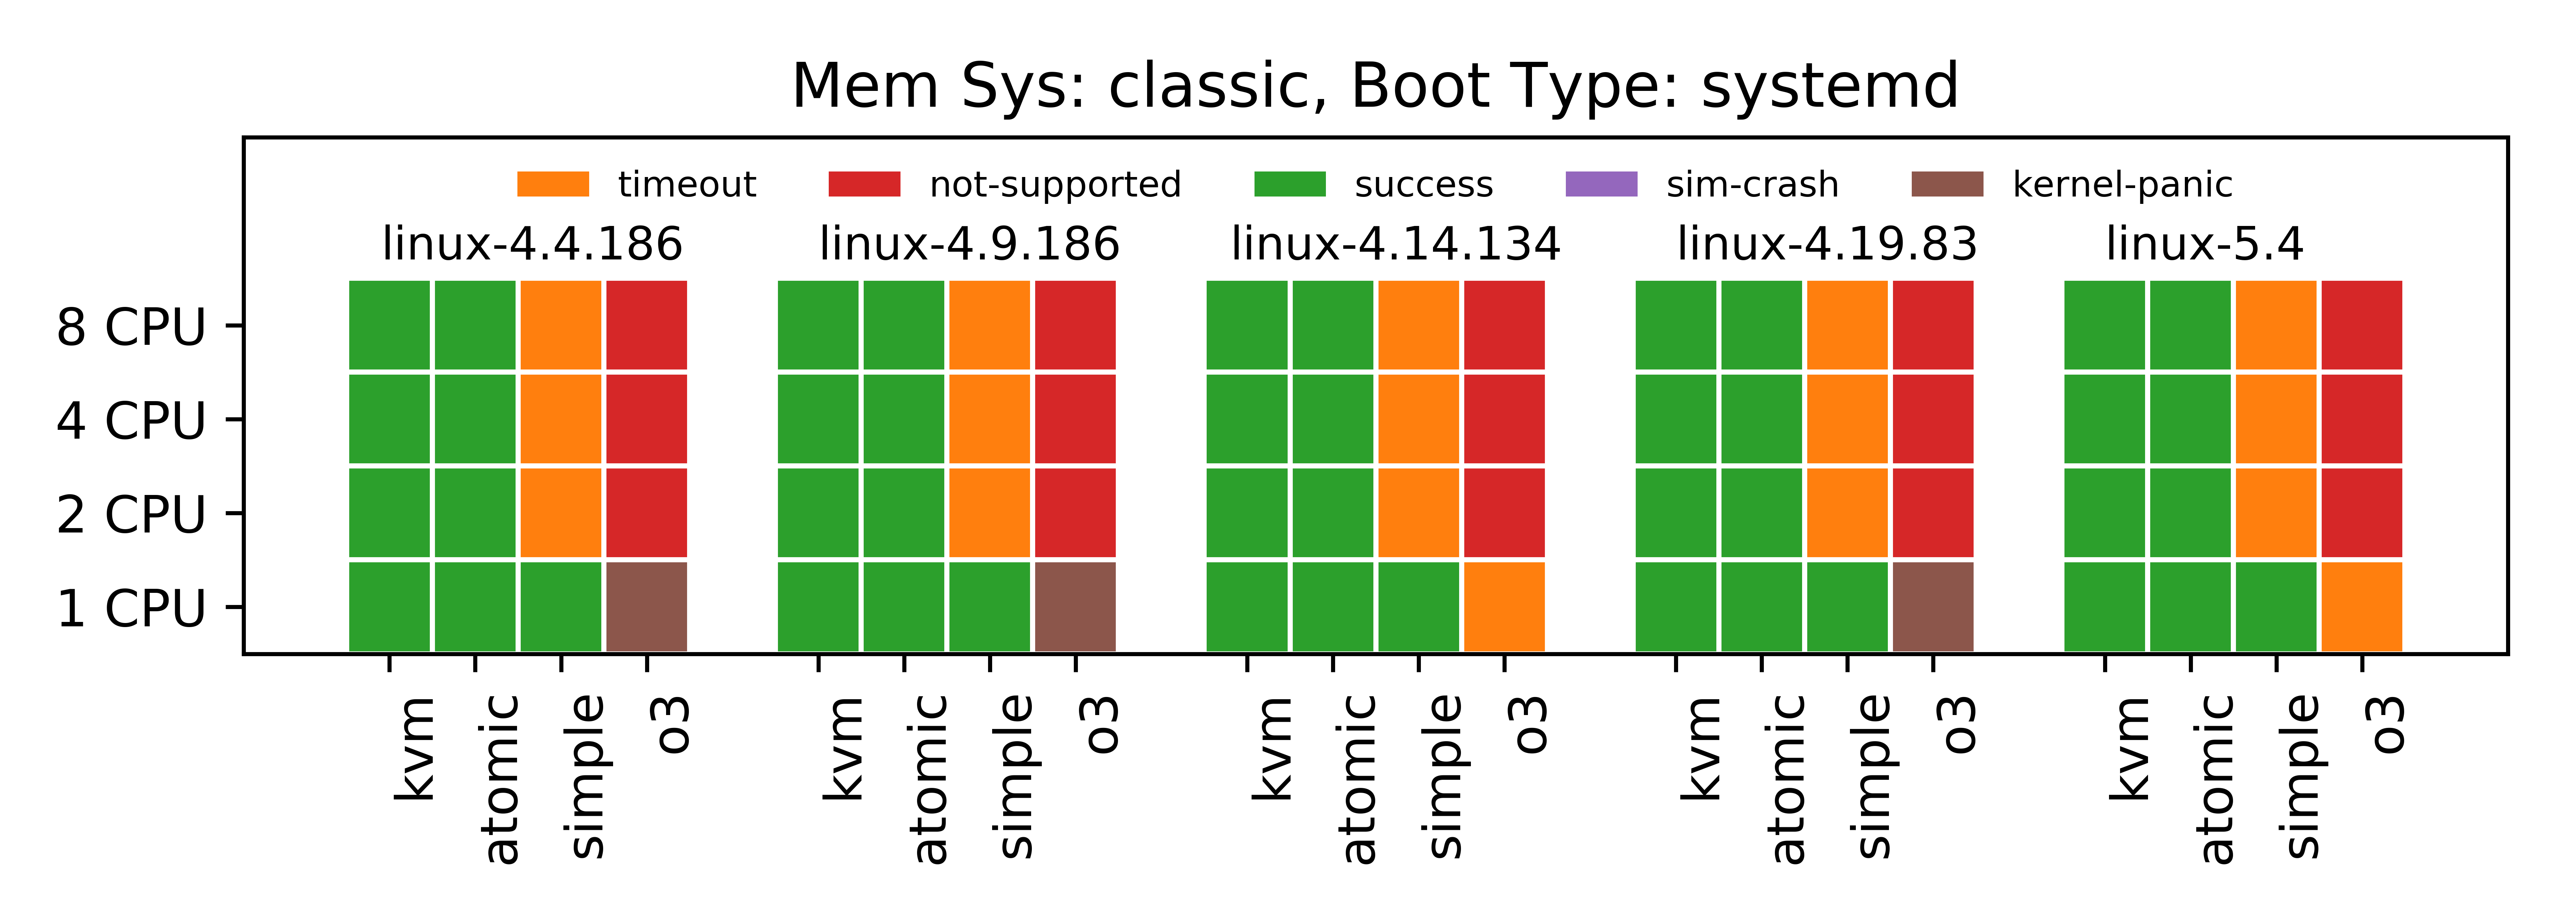 Mem Sys: classic, Boot Type: systemd
timeout not-supported success sim-crash kernel-panic
linux-4.4.186 linux-4.9.186 linux-4.14.134 linux-4.19.83 linux-5.4
8 CPU
4 CPU
2 CPU
1 CPU
kvm atomic simple o3 kvm atomic simple o3 kvm atomic simple o3 kvm atomic simple o3 kvm atomic simple o3